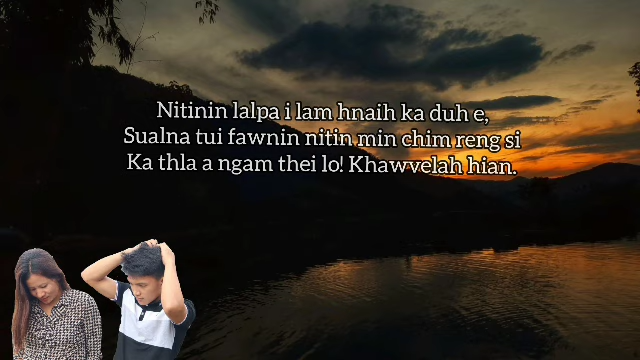 Nitinin lalpa i lam hnaih ka duh e,
Sualna tui fawnin nitin min chim reng si
Ka thla a ngam thei lo! Khawvelah hian.